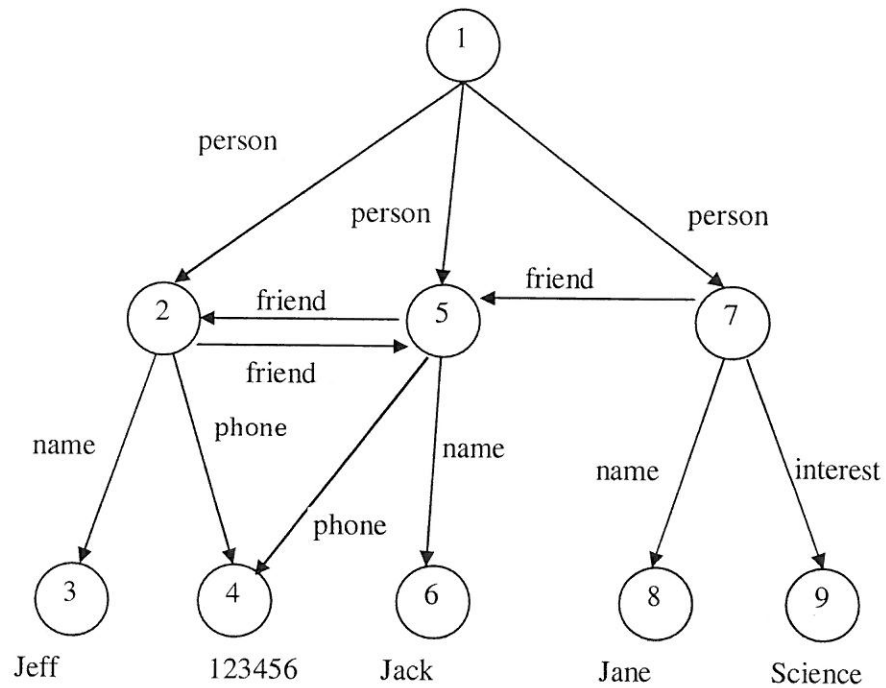 1
person
person
person
2
friend
5
friend
7
friend
name
phone
name
name
interest
phone
3
4
6
8
9
Jeff
123456
Jack
Jane
Science